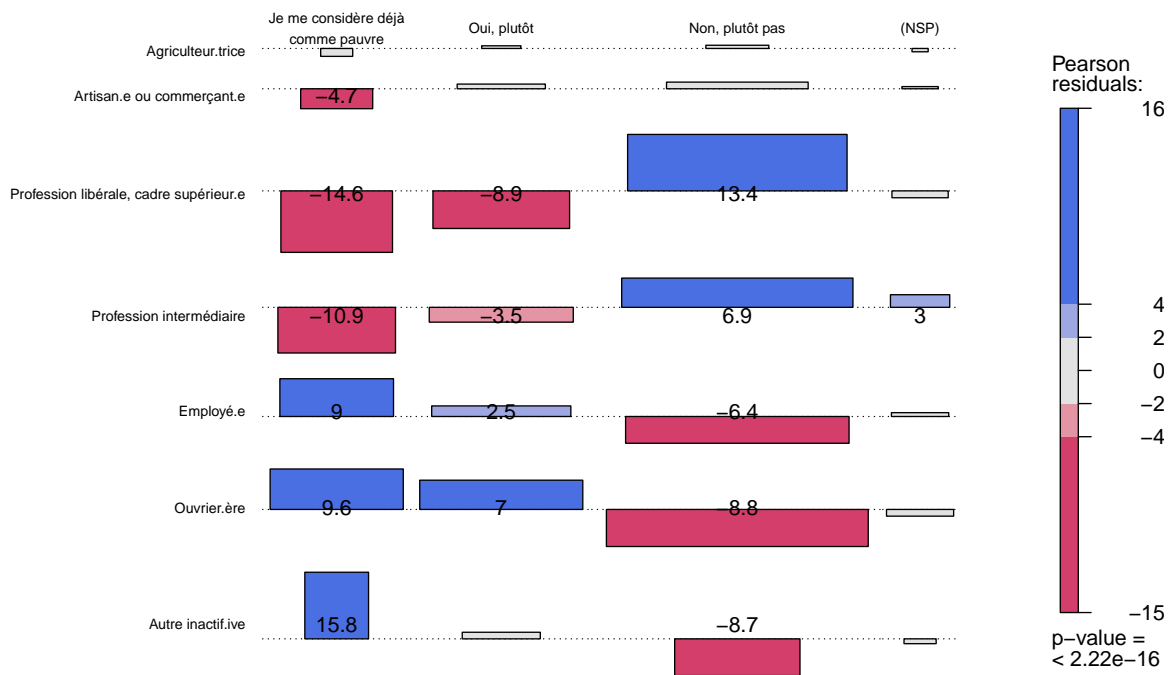 Je me considère déjà
comme pauvre
Oui, plutôt
Non, plutôt pas
(NSP)
Agriculteur.trice
Artisan.e ou commerçant.e
−4.7
Profession libérale, cadre supérieur.e
−14.6
−8.9
13.4
Profession intermédiaire
−10.9
−3.5
6.9
3
Employé.e
9
2.5
−6.4
Ouvrier.ère
9.6
7
−8.8
Autre inactif.ive
15.8
−8.7
Pearson
residuals:
16
4
2
0
−2
−4
−15
p−value =
< 2.22e−16